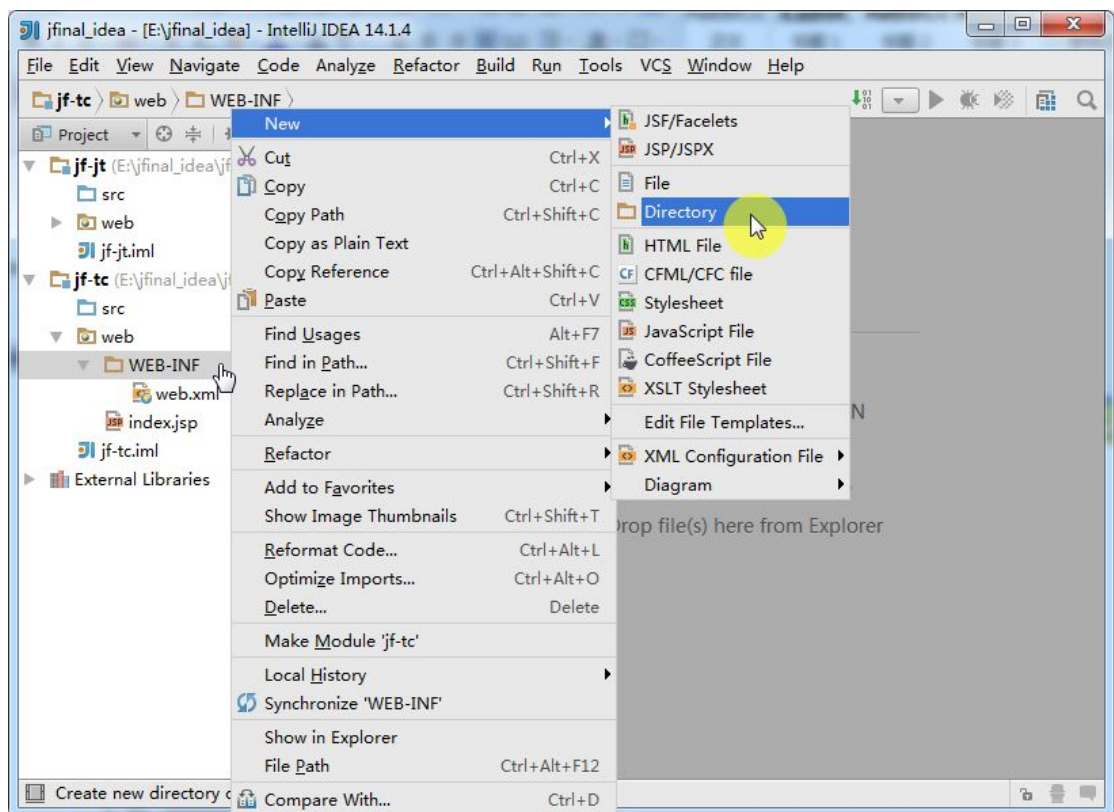 jfinal_idea - [E:\jfinal_idea] - IntelliJ IDEA 14.1.4
File Edit View Navigate Code Analyze Refactor Build Run Tools VCS Window Help
jf-tc web WEB-INF
Project
jf-jt (E:\jfinal_idea\jf
src
web
jf-jt.iml
jf-tc (E:\jfinal_idea\j
src
web
WEB-INF
web.xml
index.jsp
jf-tc.iml
External Libraries
New
Cut Ctrl+X
Copy Ctrl+C
Copy Path Ctrl+Shift+C
Copy as Plain Text
Copy Reference Ctrl+Alt+Shift+C
Paste Ctrl+V
Find Usages Alt+F7
Find in Path... Ctrl+Shift+F
Replace in Path... Ctrl+Shift+R
Analyze
Refactor
Add to Favorites
Show Image Thumbnails Ctrl+Shift+T
Reformat Code... Ctrl+Alt+L
Optimize Imports... Ctrl+Alt+O
Delete... Delete
Make Module 'jf-tc'
Local History
Synchronize 'WEB-INF'
Show in Explorer
File Path Ctrl+Alt+F12
Compare With... Ctrl+D
JSF/Facelets
JSP/JSPX
File
Directory
HTML File
CFML/CFC file
Stylesheet
JavaScript File
CoffeeScript File
XSLT Stylesheet
Edit File Templates...
XML Configuration File
Diagram
N
Drop file(s) here from Explorer
Create new directory